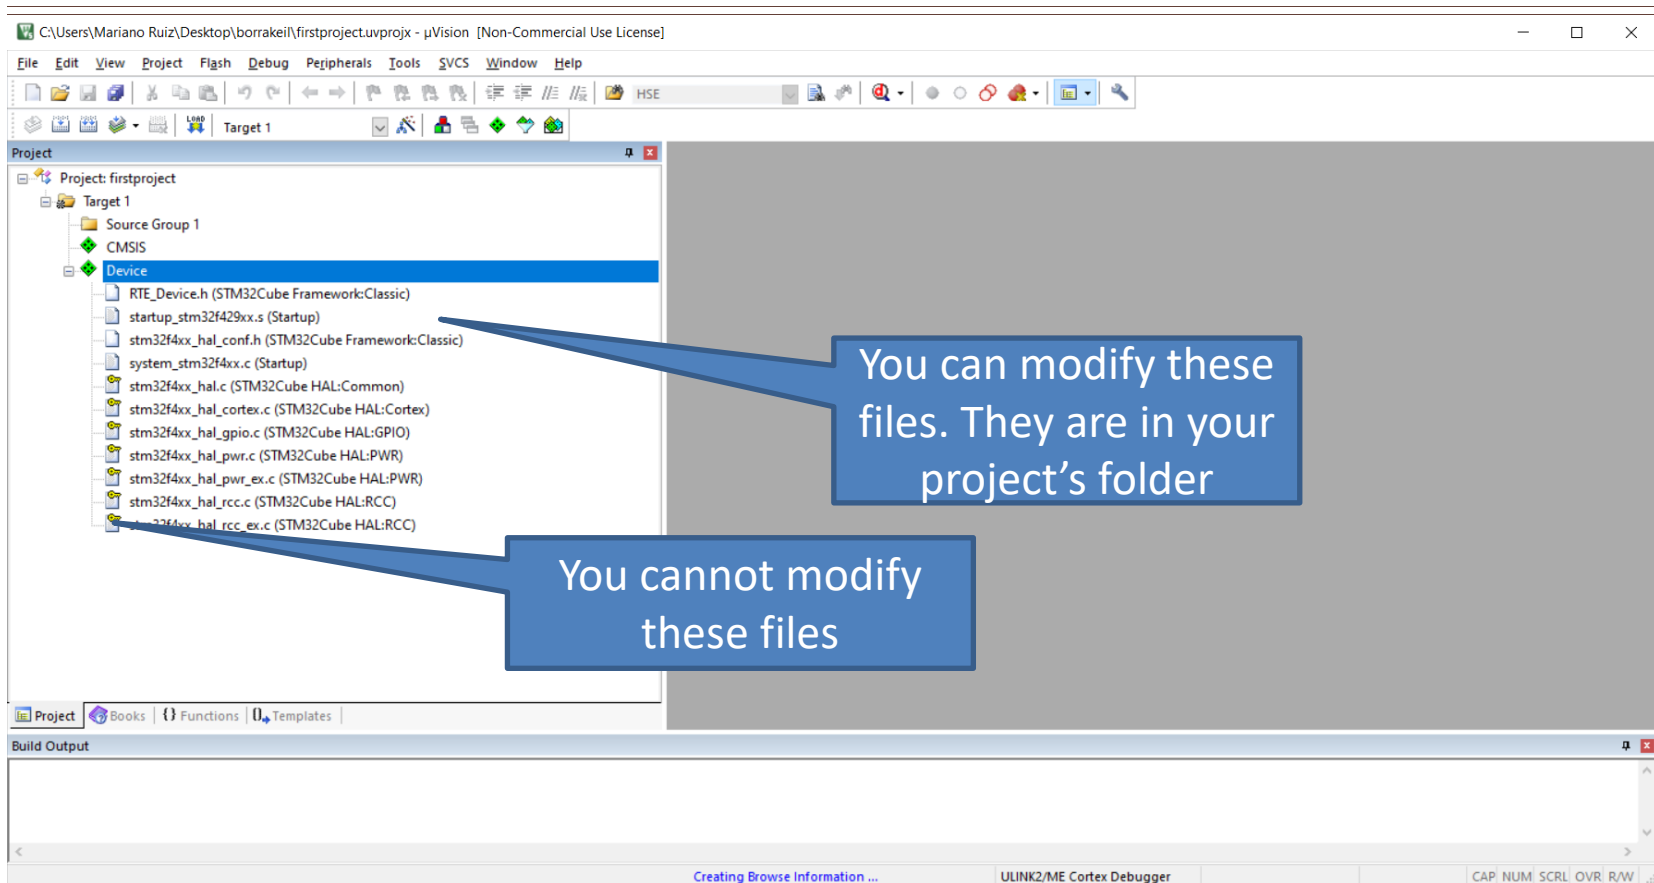 C:\Users\Mariano Ruiz\Desktop\borrakeil\firstproject.uvprojx - µVision [Non-Commercial Use License]
File Edit View Project Flash Debug Peripherals Tools SVCS Window Help
HSE
LOAD Target 1
Project
Project: firstproject
Target 1
Source Group 1
CMSIS
Device
RTE_Device.h (STM32Cube Framework:Classic)
startup_stm32f429xx.s (Startup)
stm32f4xx_hal_conf.h (STM32Cube Framework:Classic)
system_stm32f4xx.c (Startup)
stm32f4xx_hal.c (STM32Cube HAL:Common)
stm32f4xx_hal_cortex.c (STM32Cube HAL:Cortex)
stm32f4xx_hal_gpio.c (STM32Cube HAL:GPIO)
stm32f4xx_hal_pwr.c (STM32Cube HAL:PWR)
stm32f4xx_hal_pwr_ex.c (STM32Cube HAL:PWR)
stm32f4xx_hal_rcc.c (STM32Cube HAL:RCC)
stm32f4xx_hal_rcc_ex.c (STM32Cube HAL:RCC)
You can modify these
files. They are in your
project’s folder
You cannot modify
these files
Project Books {} Functions 0 Templates
Build Output
Creating Browse Information ... ULINK2/ME Cortex Debugger CAP NUM SCRL OVR R/W